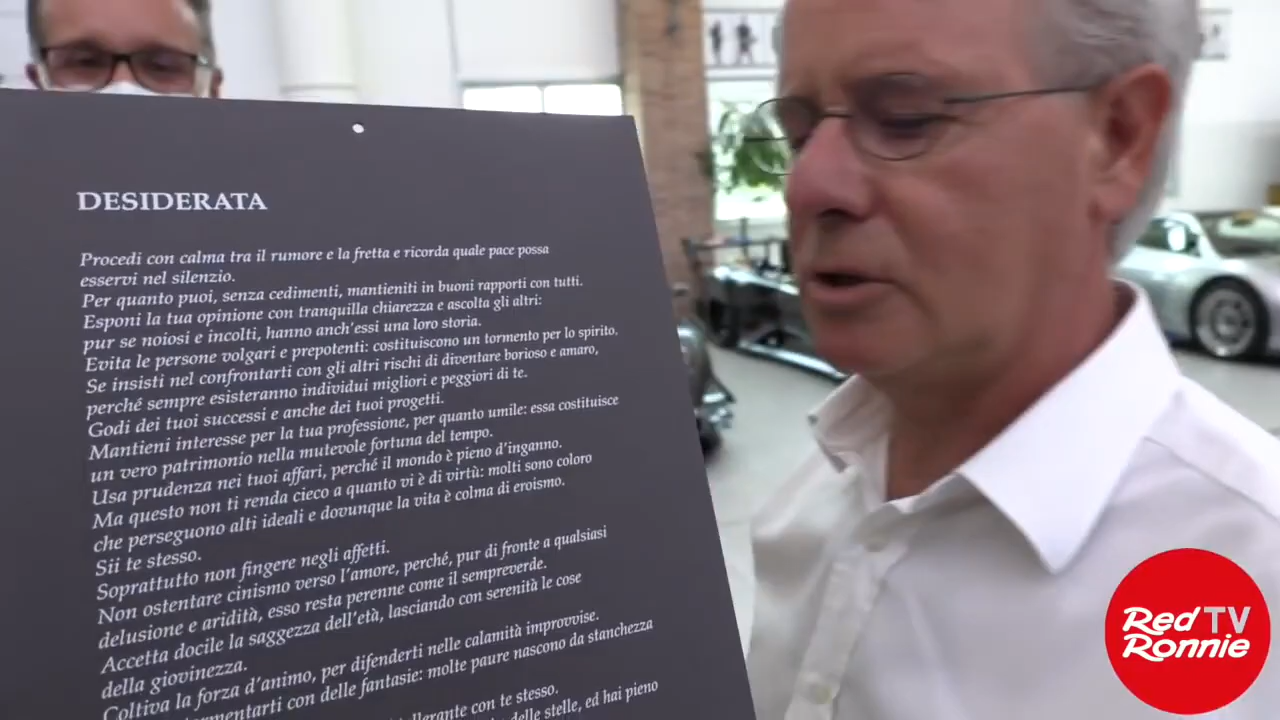 DESIDERATA
Procedi con calma tra il rumore e la fretta e ricorda quale pace possa
esservi nel silenzio.
Per quanto puoi, senza cedimenti, mantieniti in buoni rapporti con tutti.
Esponi la tua opinione con tranquilla chiarezza e ascolta gli altri:
pur se noiosi e incolti, hanno anch'essi una loro storia.
Evita le persone volgari e prepotenti: costituiscono un tormento per lo spirito.
Se insisti nel confrontarti con gli altri rischi di diventare borioso e amaro,
perché sempre esisteranno individui migliori e peggiori di te.
Godi dei tuoi successi e anche dei tuoi progetti.
Mantieni interesse per la tua professione, per quanto umile: essa costituisce
un vero patrimonio nella mutevole fortuna del tempo.
Usa prudenza nei tuoi affari, perché il mondo è pieno d'inganno.
Ma questo non ti renda cieco a quanto vi è di virtù: molti sono coloro
che perseguono alti ideali e dovunque la vita è colma di eroismo.
Sii te stesso.
Soprattutto non fingere negli affetti.
Non ostentare cinismo verso l'amore, perché, pur di fronte a qualsiasi
delusione e aridità, esso resta perenne come il sempreverde.
Accetta docile la saggezza dell'età, lasciando con serenità le cose
della giovinezza.
Coltiva la forza d'animo, per difenderti nelle calamità improvvise.
con delle fantasie: molte paure nascono da stanchezza
con te stesso.
delle stelle, ed hai pieno
Red TV
Ronnie